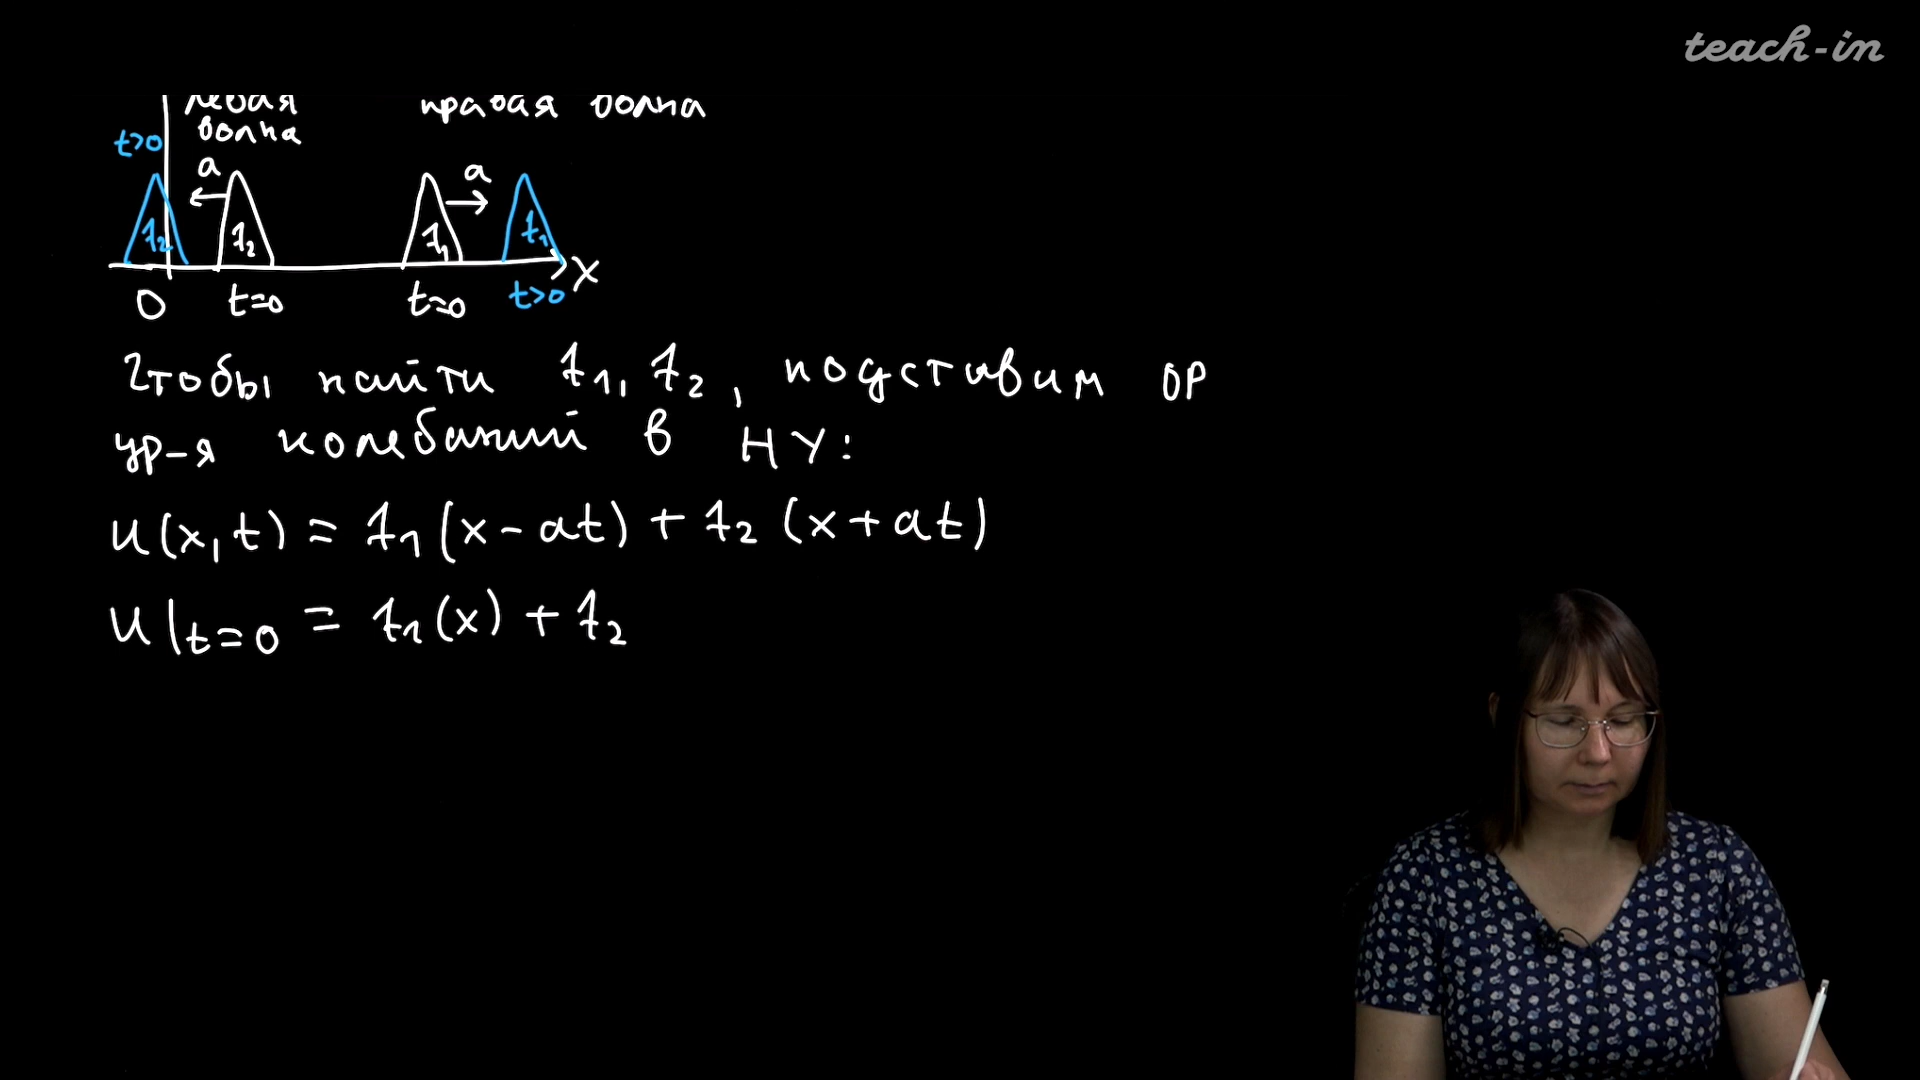 teach-in
левая правая волна
волна
t>0
a a
f₂ f₂ f₁ f₁
x
0 t=0 t=0 t>0
Чтобы найти f₁, f₂, подставим ОР
ур-я колебаний в НУ:
u(x,t) = f₁(x-at) + f₂(x+at)
u|t=0 = f₁(x) + f₂